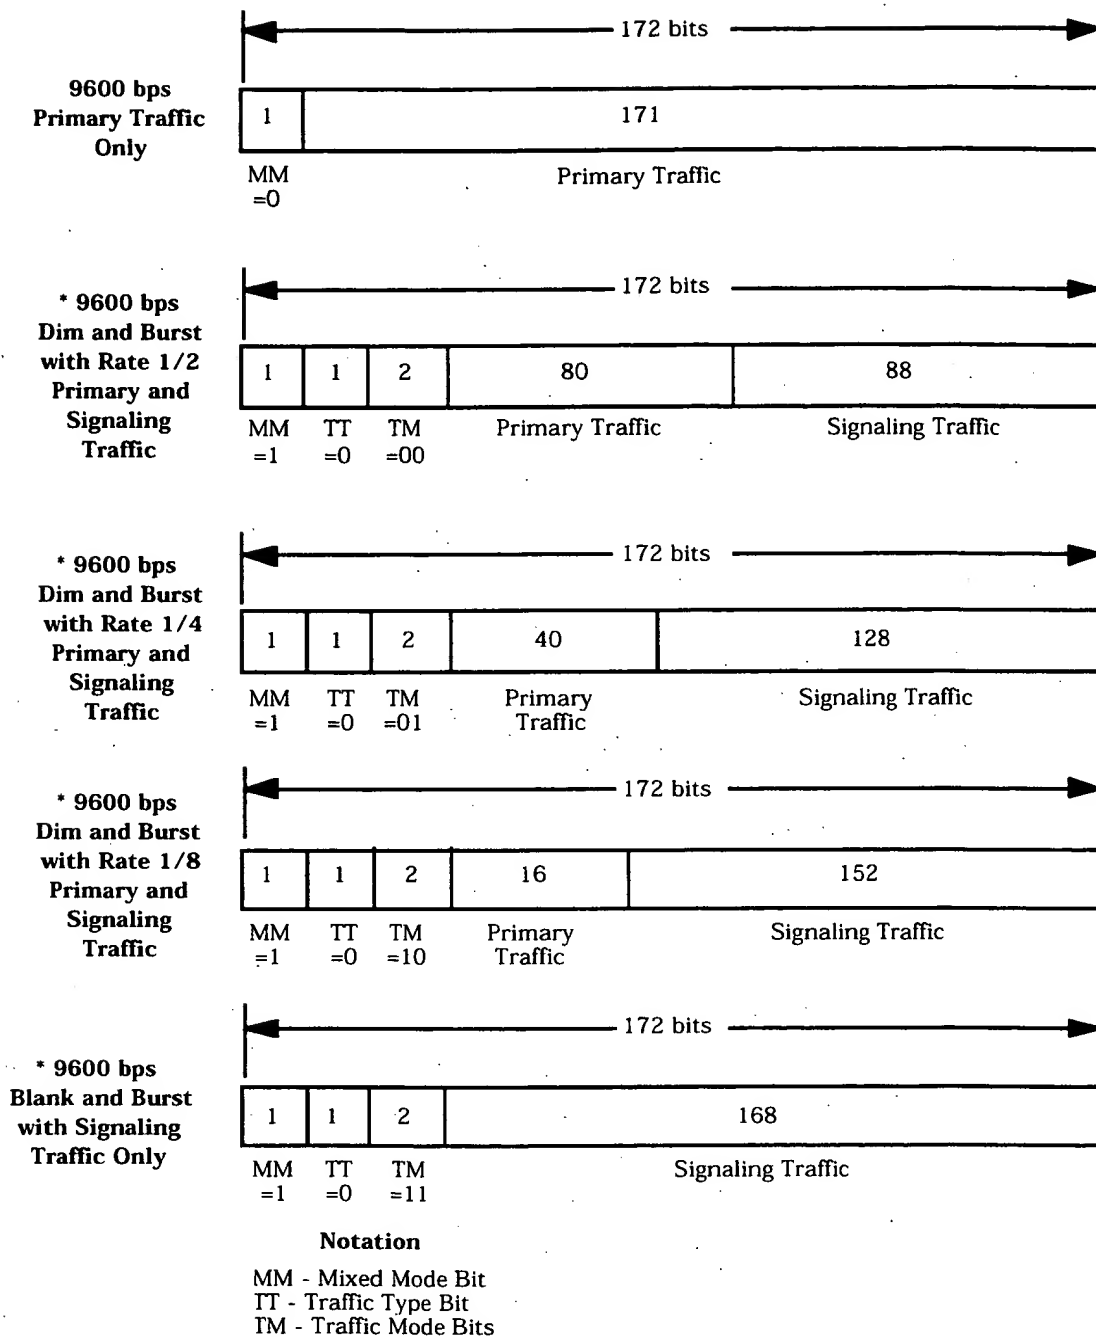 172 bits
9600 bps
Primary Traffic
Only
1 171
MM
=0
Primary Traffic
172 bits
* 9600 bps
Dim and Burst
with Rate 1/2
Primary and
Signaling
Traffic
1 1 2 80 88
MM TT TM Primary Traffic Signaling Traffic
=1 =0 =00
172 bits
* 9600 bps
Dim and Burst
with Rate 1/4
Primary and
Signaling
Traffic
1 1 2 40 128
MM TT TM Primary Signaling Traffic
=1 =0 =01 Traffic
172 bits
* 9600 bps
Dim and Burst
with Rate 1/8
Primary and
Signaling
Traffic
1 1 2 16 152
MM TT TM Primary Signaling Traffic
=1 =0 =10 Traffic
172 bits
* 9600 bps
Blank and Burst
with Signaling
Traffic Only
1 1 2 168
MM TT TM Signaling Traffic
=1 =0 =11
Notation
MM - Mixed Mode Bit
TT - Traffic Type Bit
TM - Traffic Mode Bits